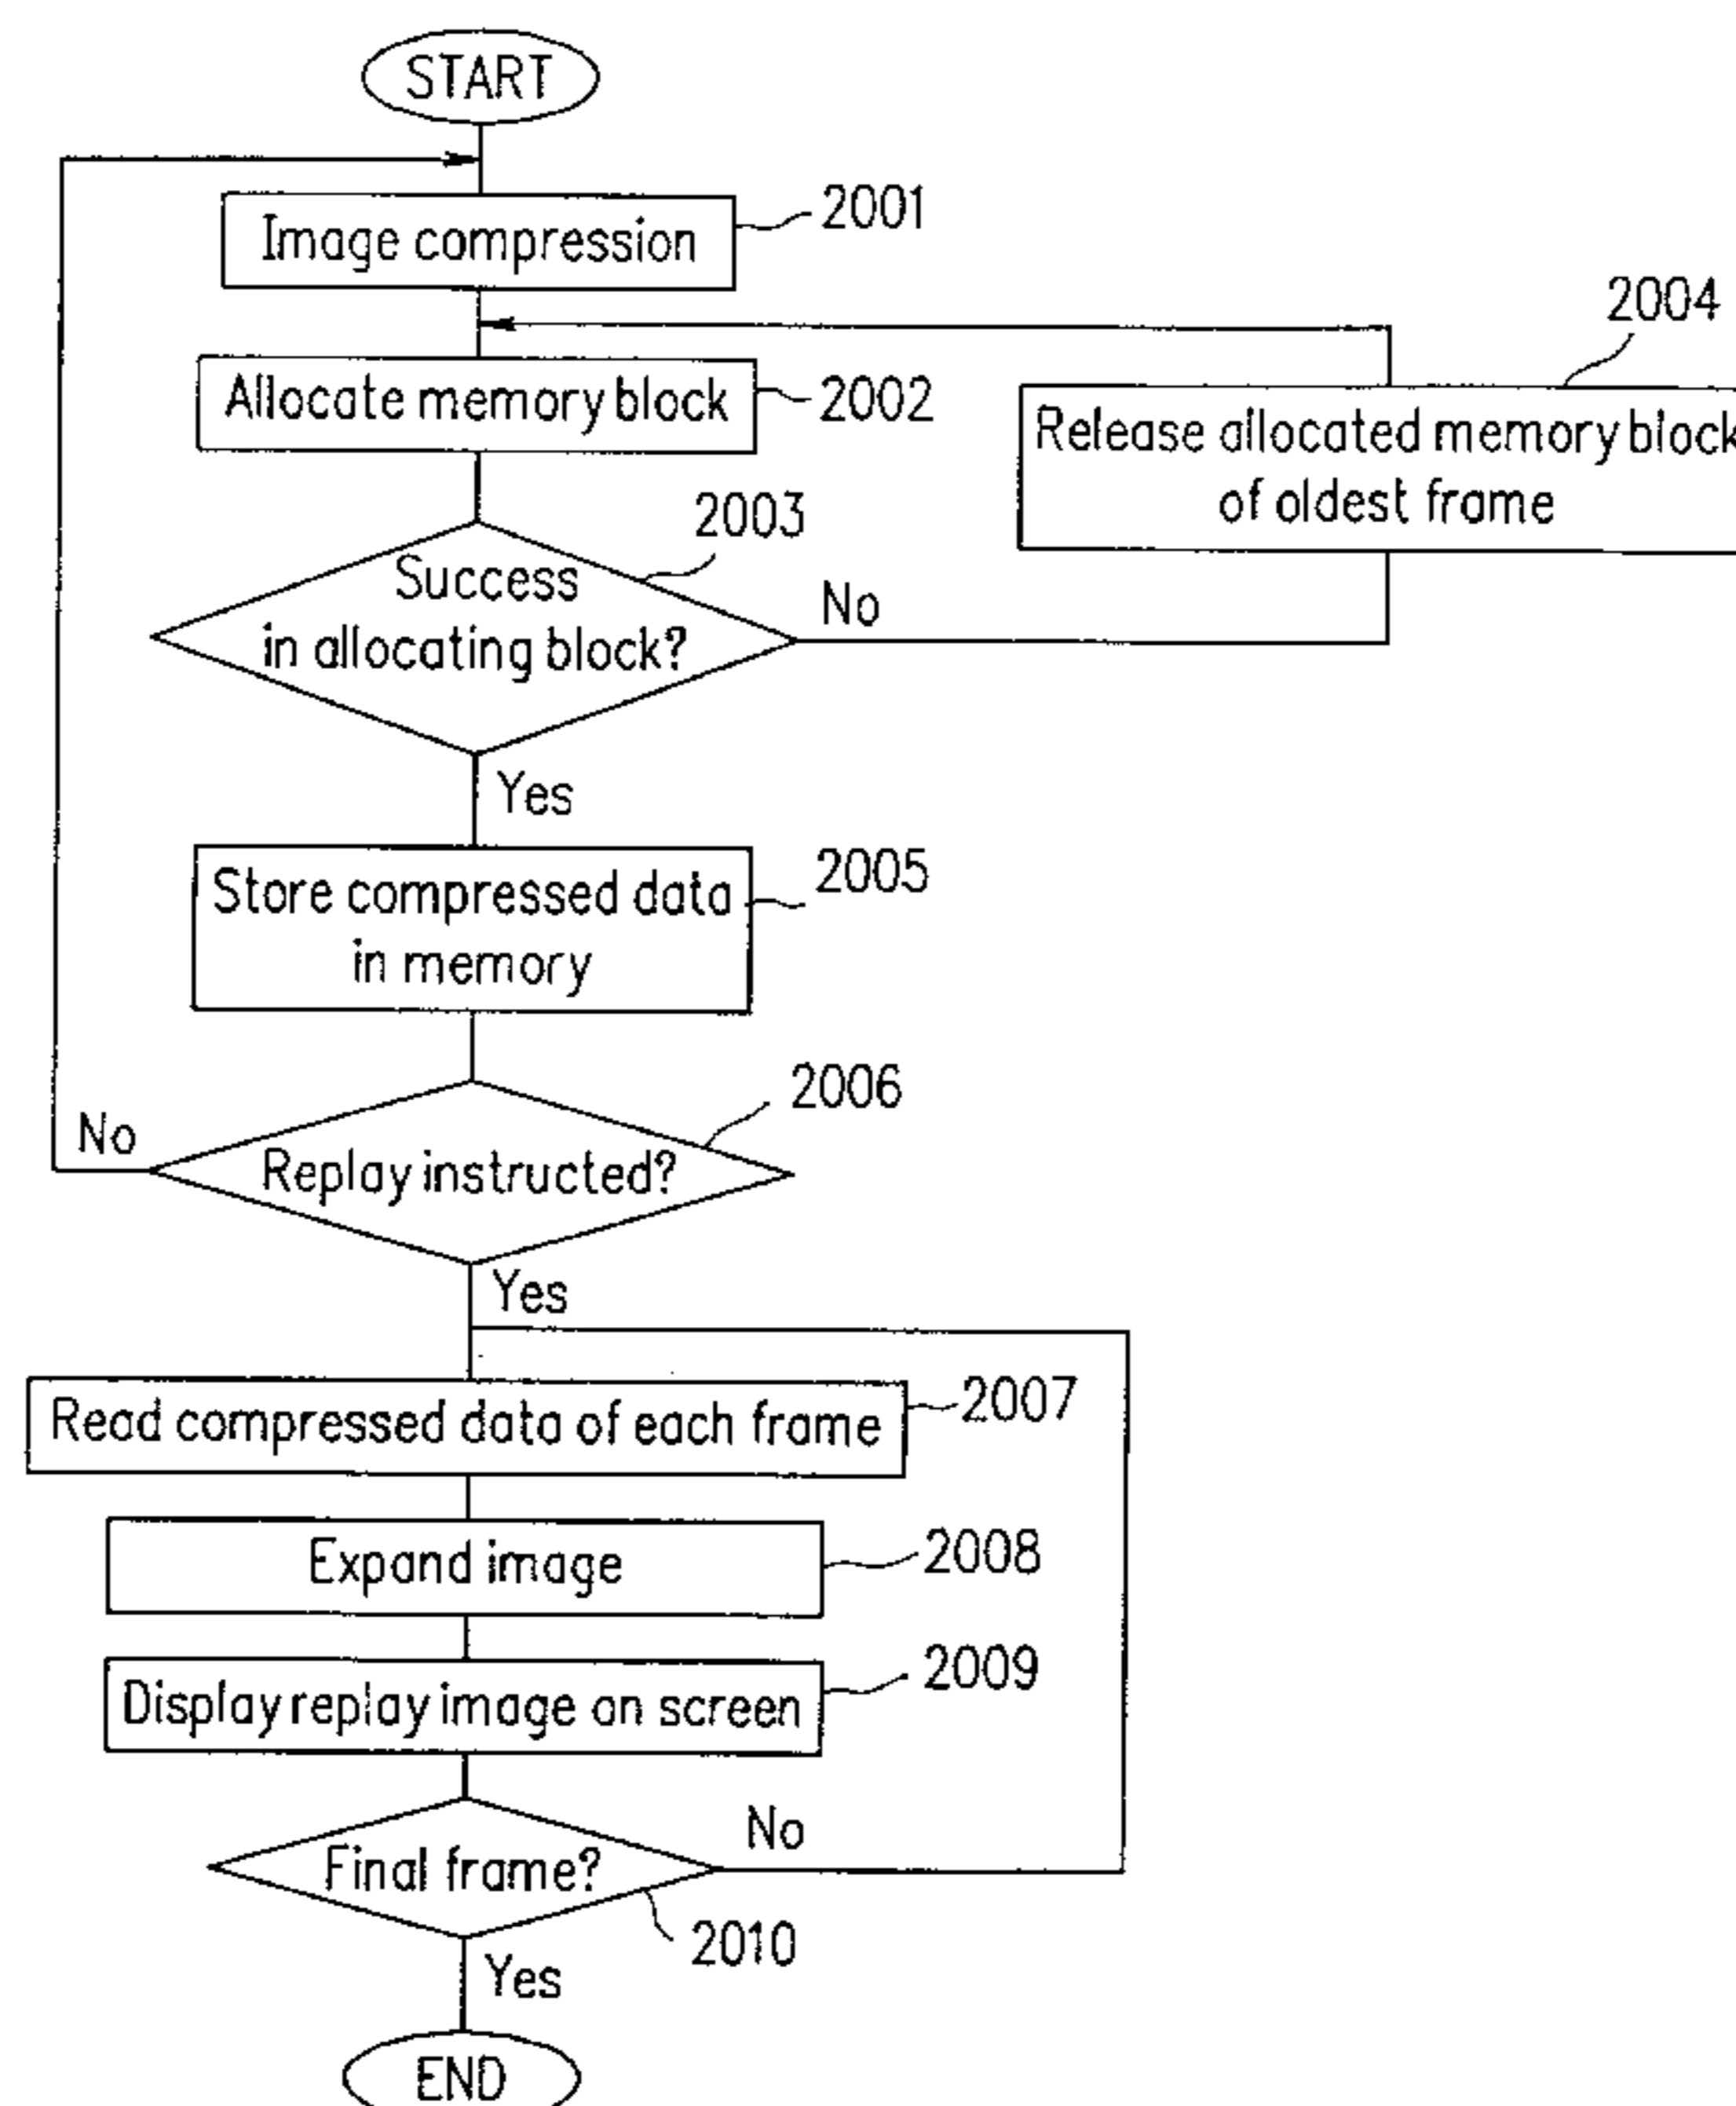 START
Image compression
2001
Allocate memory block
2002
2004
Release allocated memory block
of oldest frame
2003
Success
in allocating block?
No
Yes
Store compressed data
in memory
2005
2006
Replay instructed?
No
Yes
Read compressed data of each frame
2007
Expand image
2008
Display replay image on screen
2009
Final frame?
No
2010
Yes
END